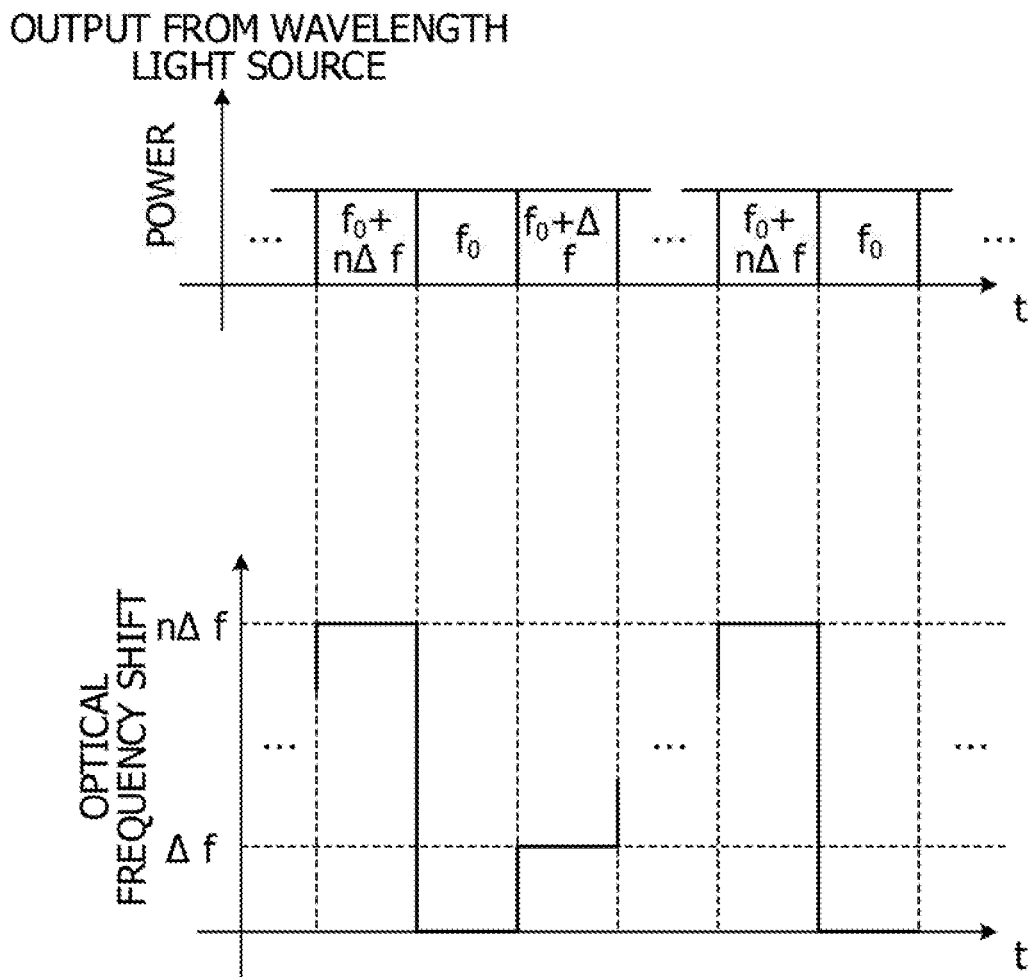 OUTPUT FROM WAVELENGTH
LIGHT SOURCE
POWER
... f₀+ nΔ f f₀ f₀+Δ f ... f₀+ nΔ f f₀ ...
t
OPTICAL
FREQUENCY SHIFT
nΔ f
... ... ...
Δ f
t